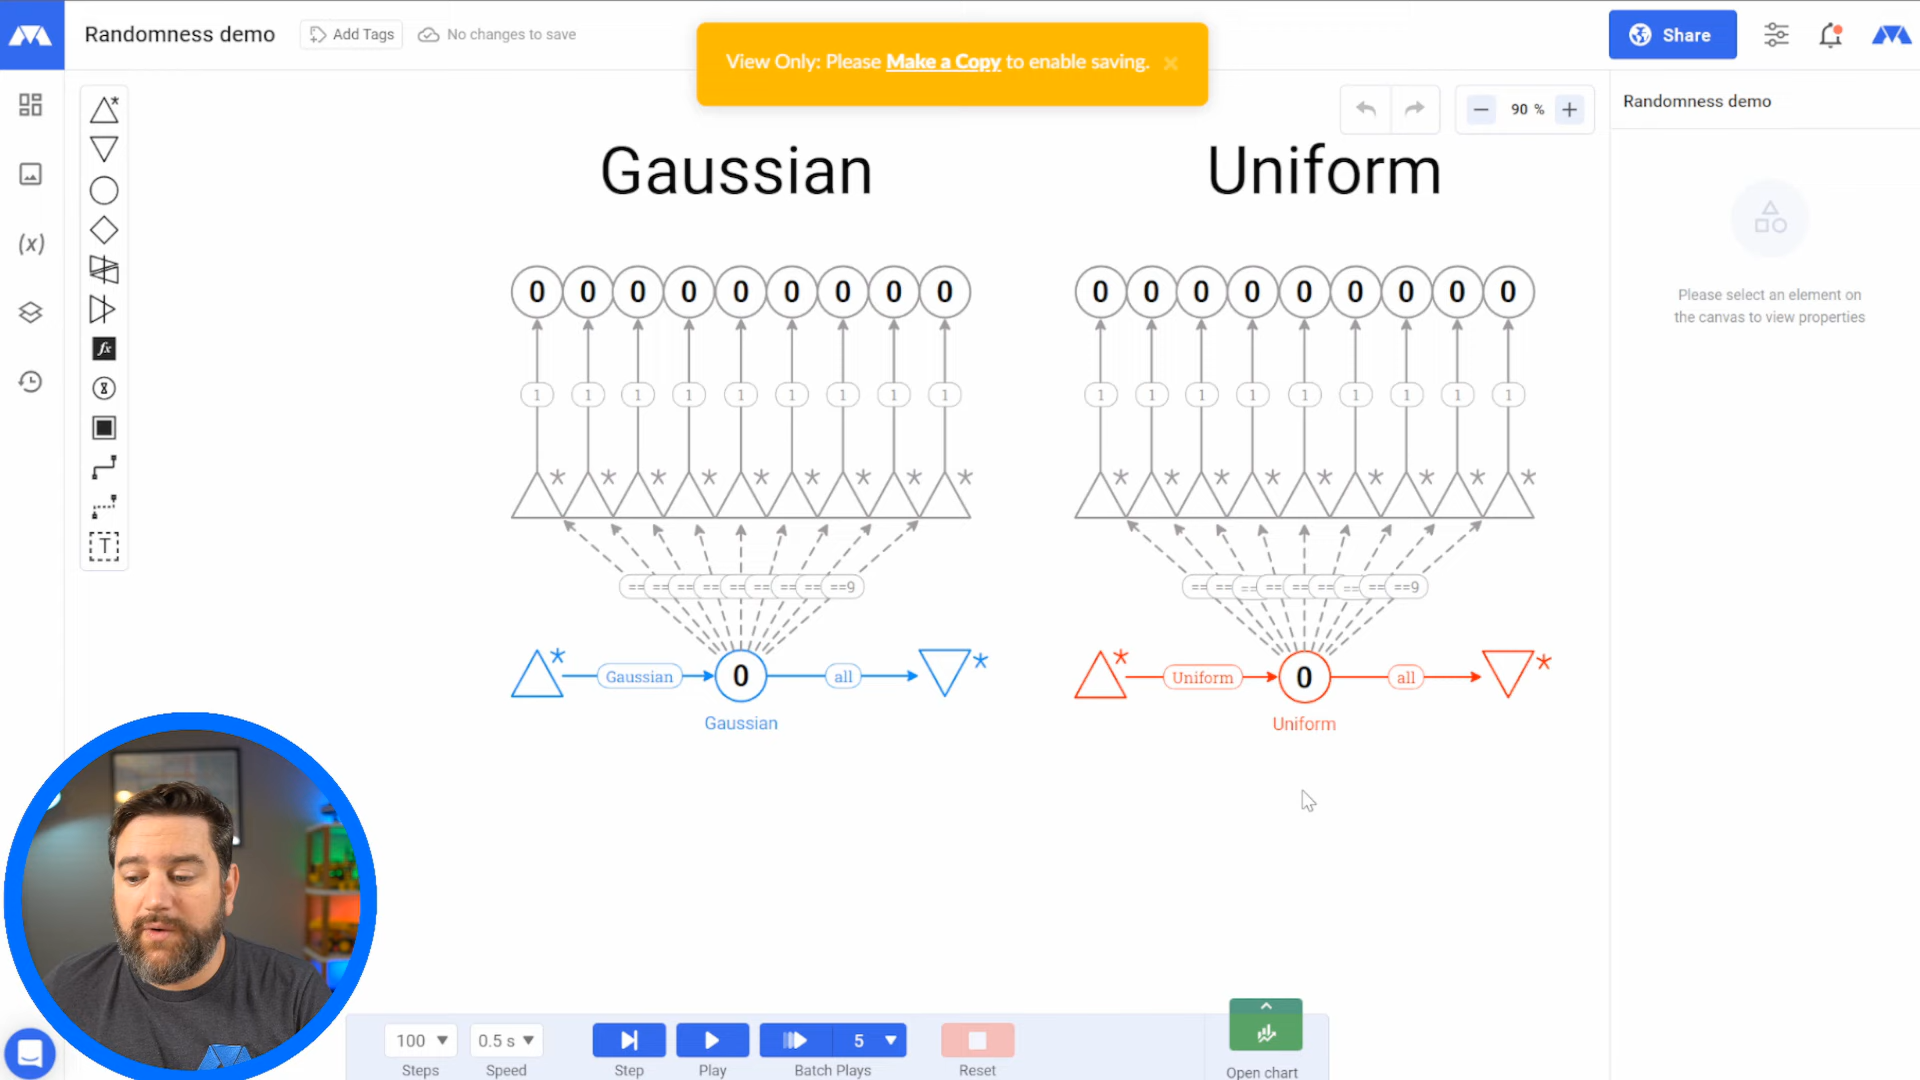 Randomness demo
Add Tags
No changes to save
View Only: Please Make a Copy to enable saving.
Share
90 %
Randomness demo
(x)
fx
T
Gaussian
Uniform
0 0 0 0 0 0 0 0 0
0 0 0 0 0 0 0 0 0
1 1 1 1 1 1 1 1 1
1 1 1 1 1 1 1 1 1
Please select an element on
the canvas to view properties
== == == == == == == == ==9
== == == == == == == == ==9
Gaussian 0 all
Uniform 0 all
Gaussian
Uniform
100
0.5 s
5
Steps
Speed
Step
Play
Batch Plays
Reset
Open chart